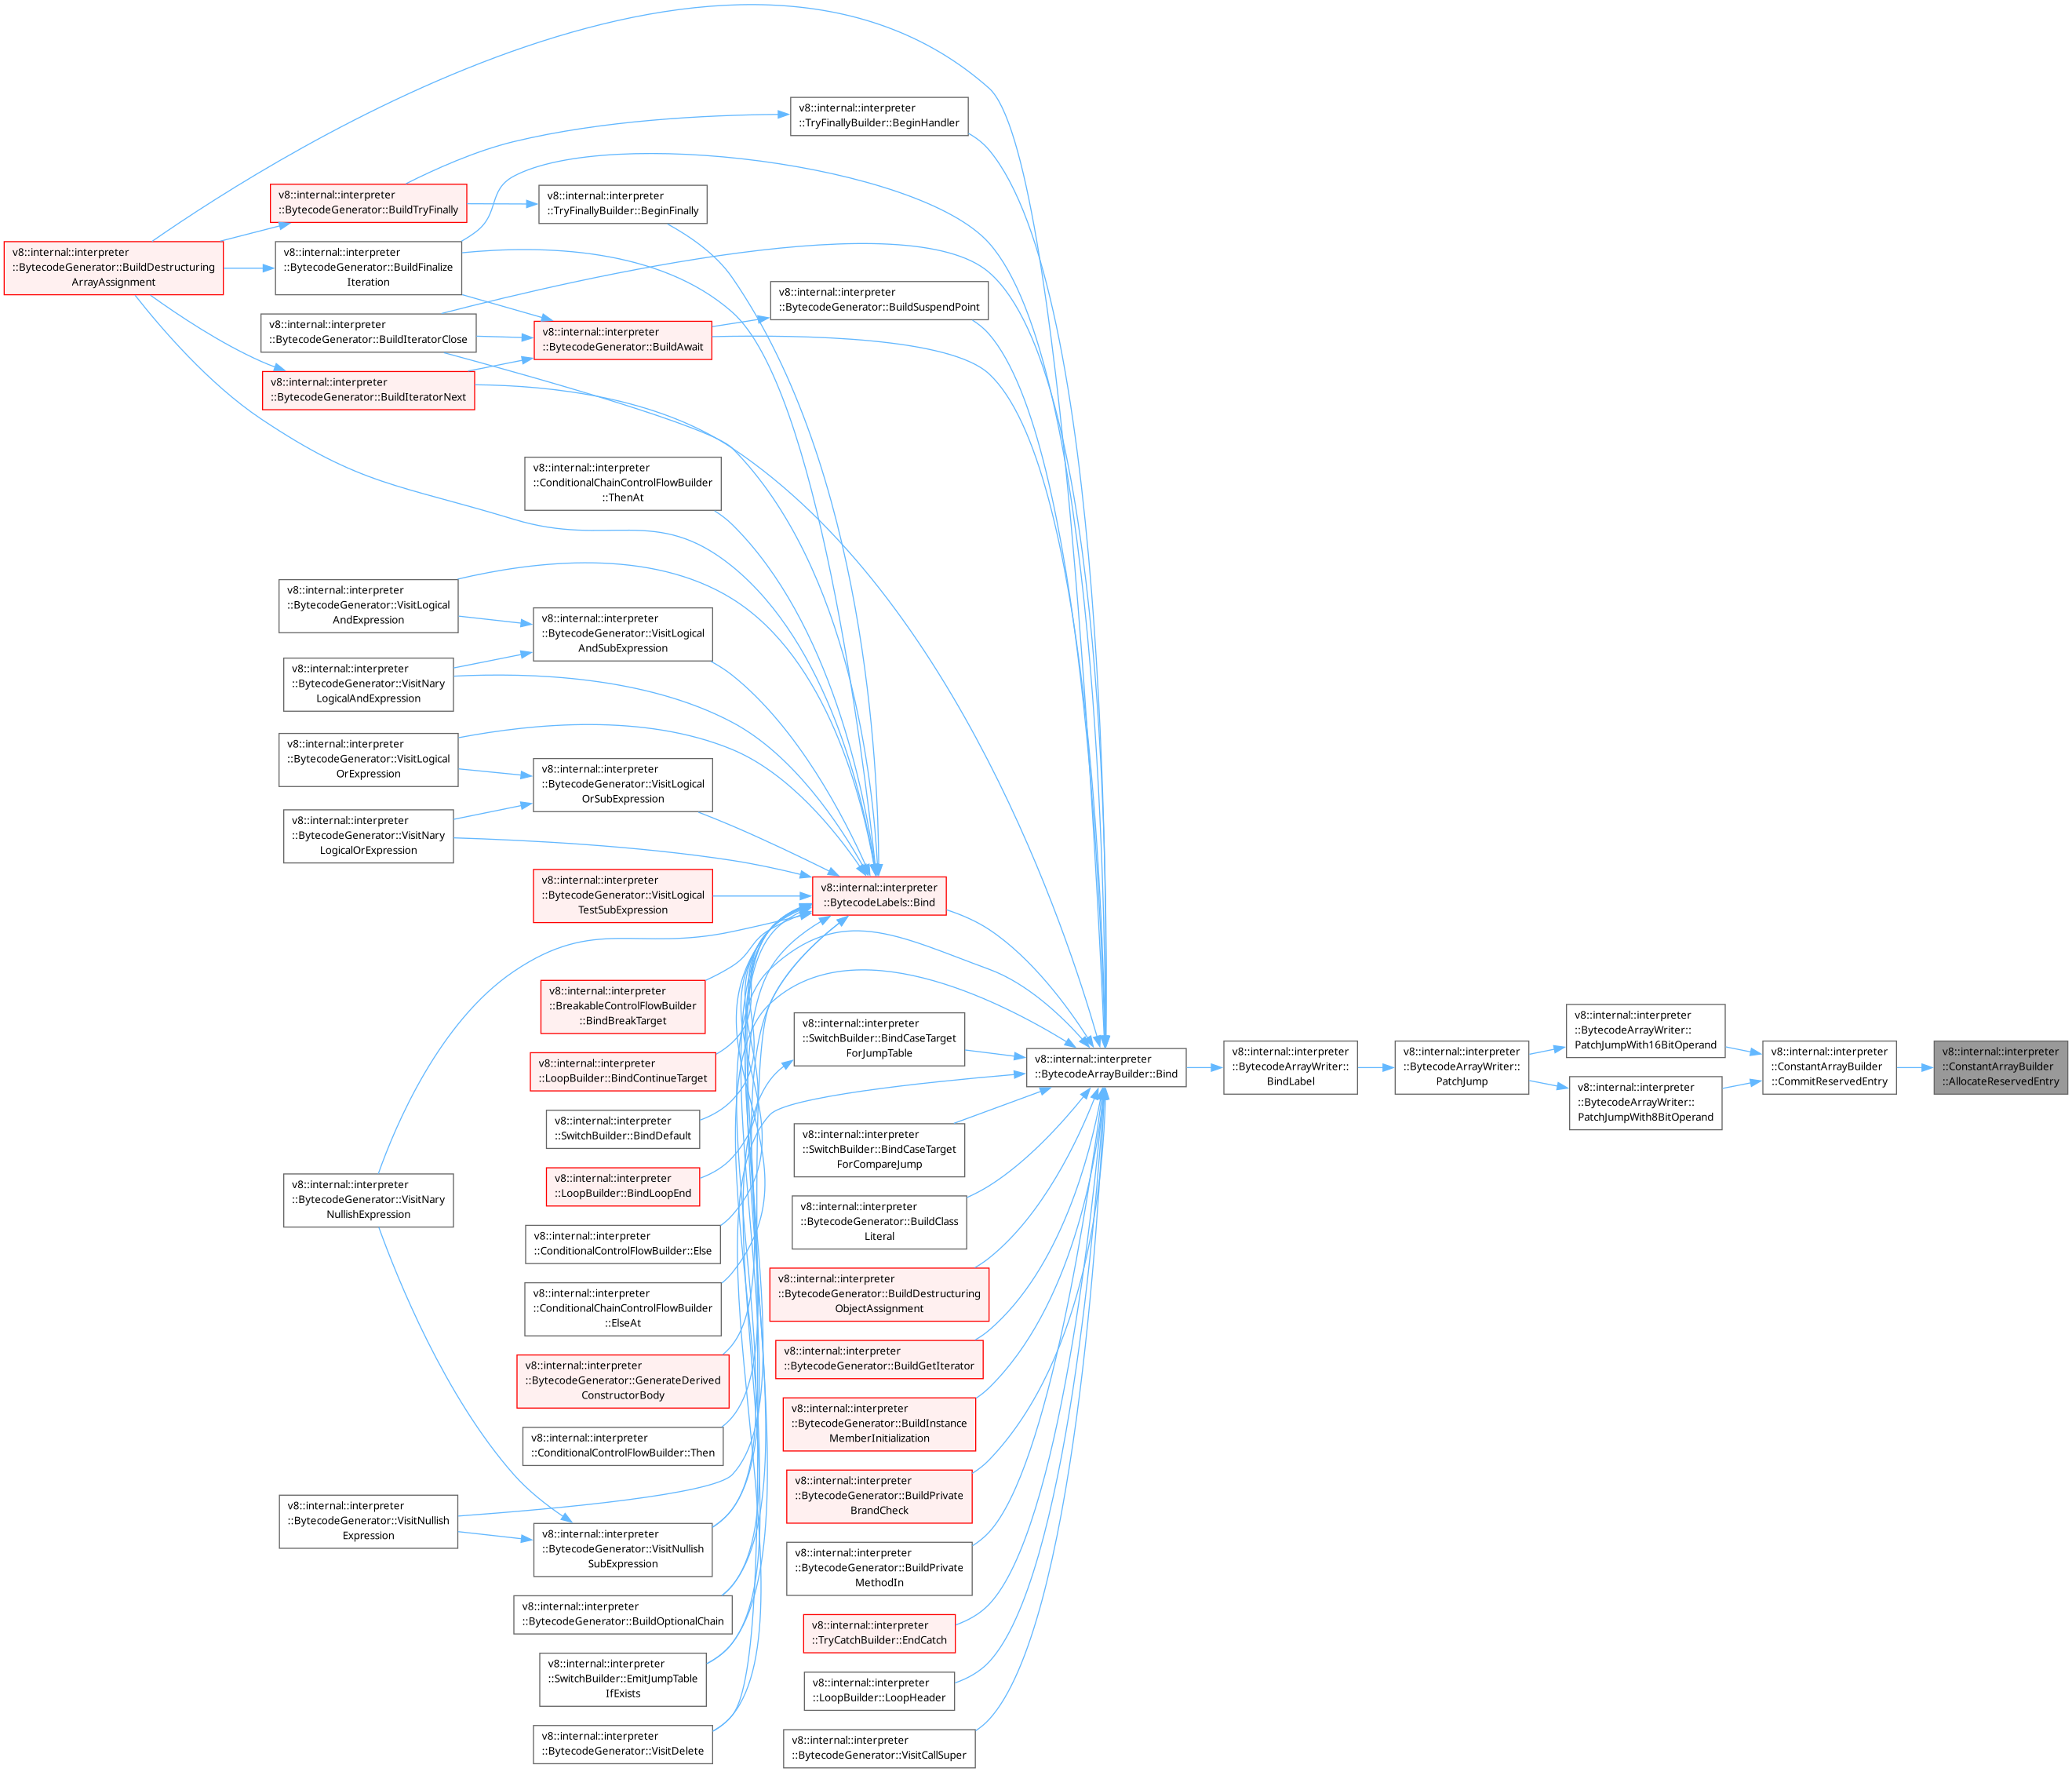 v8::internal::interpreter
::TryFinallyBuilder::BeginHandler
v8::internal::interpreter
::BytecodeGenerator::BuildTryFinally
v8::internal::interpreter
::TryFinallyBuilder::BeginFinally
v8::internal::interpreter
::BytecodeGenerator::BuildDestructuring
ArrayAssignment
v8::internal::interpreter
::BytecodeGenerator::BuildFinalize
Iteration
v8::internal::interpreter
::BytecodeGenerator::BuildSuspendPoint
v8::internal::interpreter
::BytecodeGenerator::BuildIteratorClose
v8::internal::interpreter
::BytecodeGenerator::BuildAwait
v8::internal::interpreter
::BytecodeGenerator::BuildIteratorNext
v8::internal::interpreter
::ConditionalChainControlFlowBuilder
::ThenAt
v8::internal::interpreter
::BytecodeGenerator::VisitLogical
AndExpression
v8::internal::interpreter
::BytecodeGenerator::VisitLogical
AndSubExpression
v8::internal::interpreter
::BytecodeGenerator::VisitNary
LogicalAndExpression
v8::internal::interpreter
::BytecodeGenerator::VisitLogical
OrExpression
v8::internal::interpreter
::BytecodeGenerator::VisitLogical
OrSubExpression
v8::internal::interpreter
::BytecodeGenerator::VisitNary
LogicalOrExpression
v8::internal::interpreter
::BytecodeGenerator::VisitLogical
TestSubExpression
v8::internal::interpreter
::BytecodeLabels::Bind
v8::internal::interpreter
::BreakableControlFlowBuilder
::BindBreakTarget
v8::internal::interpreter
::SwitchBuilder::BindCaseTarget
ForJumpTable
v8::internal::interpreter
::BytecodeArrayWriter::
PatchJumpWith16BitOperand
v8::internal::interpreter
::LoopBuilder::BindContinueTarget
v8::internal::interpreter
::BytecodeArrayBuilder::Bind
v8::internal::interpreter
::BytecodeArrayWriter::
BindLabel
v8::internal::interpreter
::BytecodeArrayWriter::
PatchJump
v8::internal::interpreter
::ConstantArrayBuilder
::CommitReservedEntry
v8::internal::interpreter
::ConstantArrayBuilder
::AllocateReservedEntry
v8::internal::interpreter
::BytecodeArrayWriter::
PatchJumpWith8BitOperand
v8::internal::interpreter
::SwitchBuilder::BindDefault
v8::internal::interpreter
::SwitchBuilder::BindCaseTarget
ForCompareJump
v8::internal::interpreter
::BytecodeGenerator::VisitNary
NullishExpression
v8::internal::interpreter
::LoopBuilder::BindLoopEnd
v8::internal::interpreter
::BytecodeGenerator::BuildClass
Literal
v8::internal::interpreter
::ConditionalControlFlowBuilder::Else
v8::internal::interpreter
::BytecodeGenerator::BuildDestructuring
ObjectAssignment
v8::internal::interpreter
::ConditionalChainControlFlowBuilder
::ElseAt
v8::internal::interpreter
::BytecodeGenerator::BuildGetIterator
v8::internal::interpreter
::BytecodeGenerator::GenerateDerived
ConstructorBody
v8::internal::interpreter
::BytecodeGenerator::BuildInstance
MemberInitialization
v8::internal::interpreter
::ConditionalControlFlowBuilder::Then
v8::internal::interpreter
::BytecodeGenerator::BuildPrivate
BrandCheck
v8::internal::interpreter
::BytecodeGenerator::VisitNullish
Expression
v8::internal::interpreter
::BytecodeGenerator::VisitNullish
SubExpression
v8::internal::interpreter
::BytecodeGenerator::BuildPrivate
MethodIn
v8::internal::interpreter
::BytecodeGenerator::BuildOptionalChain
v8::internal::interpreter
::TryCatchBuilder::EndCatch
v8::internal::interpreter
::SwitchBuilder::EmitJumpTable
IfExists
v8::internal::interpreter
::LoopBuilder::LoopHeader
v8::internal::interpreter
::BytecodeGenerator::VisitDelete
v8::internal::interpreter
::BytecodeGenerator::VisitCallSuper